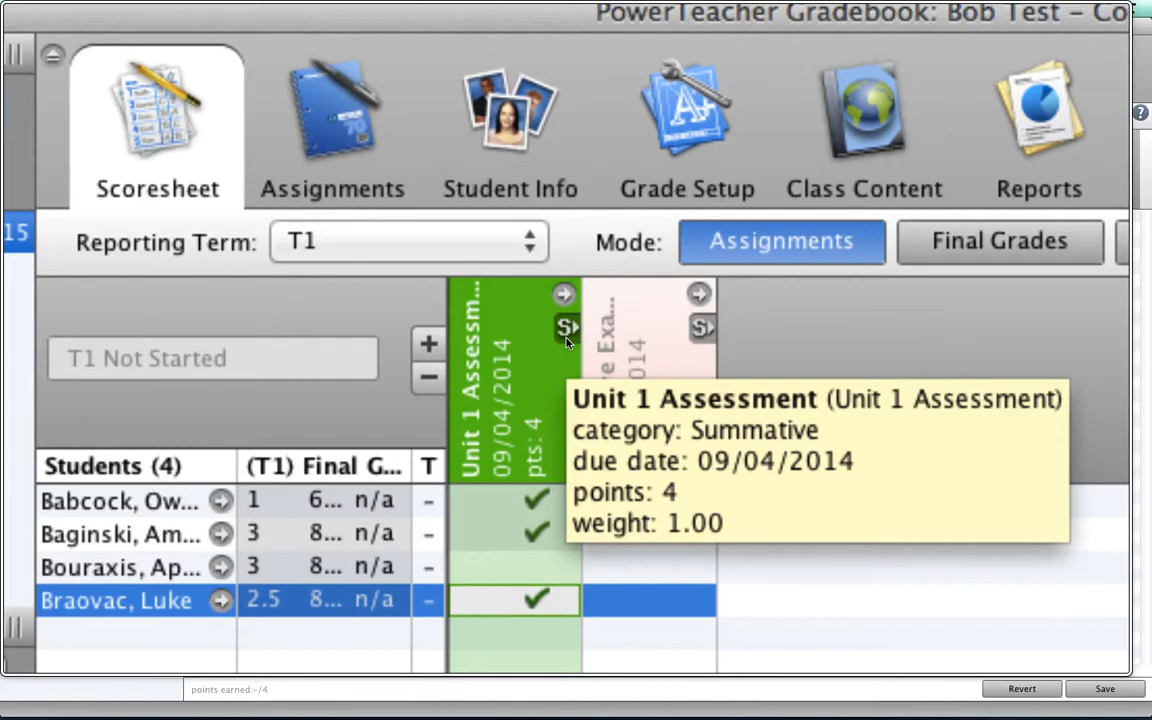 PowerTeacher Gradebook: Bob Test – Co
Scoresheet
Assignments
Student Info
Grade Setup
Class Content
Reports
15
Reporting Term: T1
Mode: Assignments Final Grades
T1 Not Started
+
−
Unit 1 Assessm...
09/04/2014
pts: 4
S
e Exa...
014
S
Unit 1 Assessment (Unit 1 Assessment)
category: Summative
due date: 09/04/2014
points: 4
weight: 1.00
Students (4) (T1) Final G... T
Babcock, Ow... 1 6... n/a -
Baginski, Am... 3 8... n/a -
Bouraxis, Ap... 3 8... n/a -
Braovac, Luke 2.5 8... n/a -
points earned:-/4
Revert Save
?